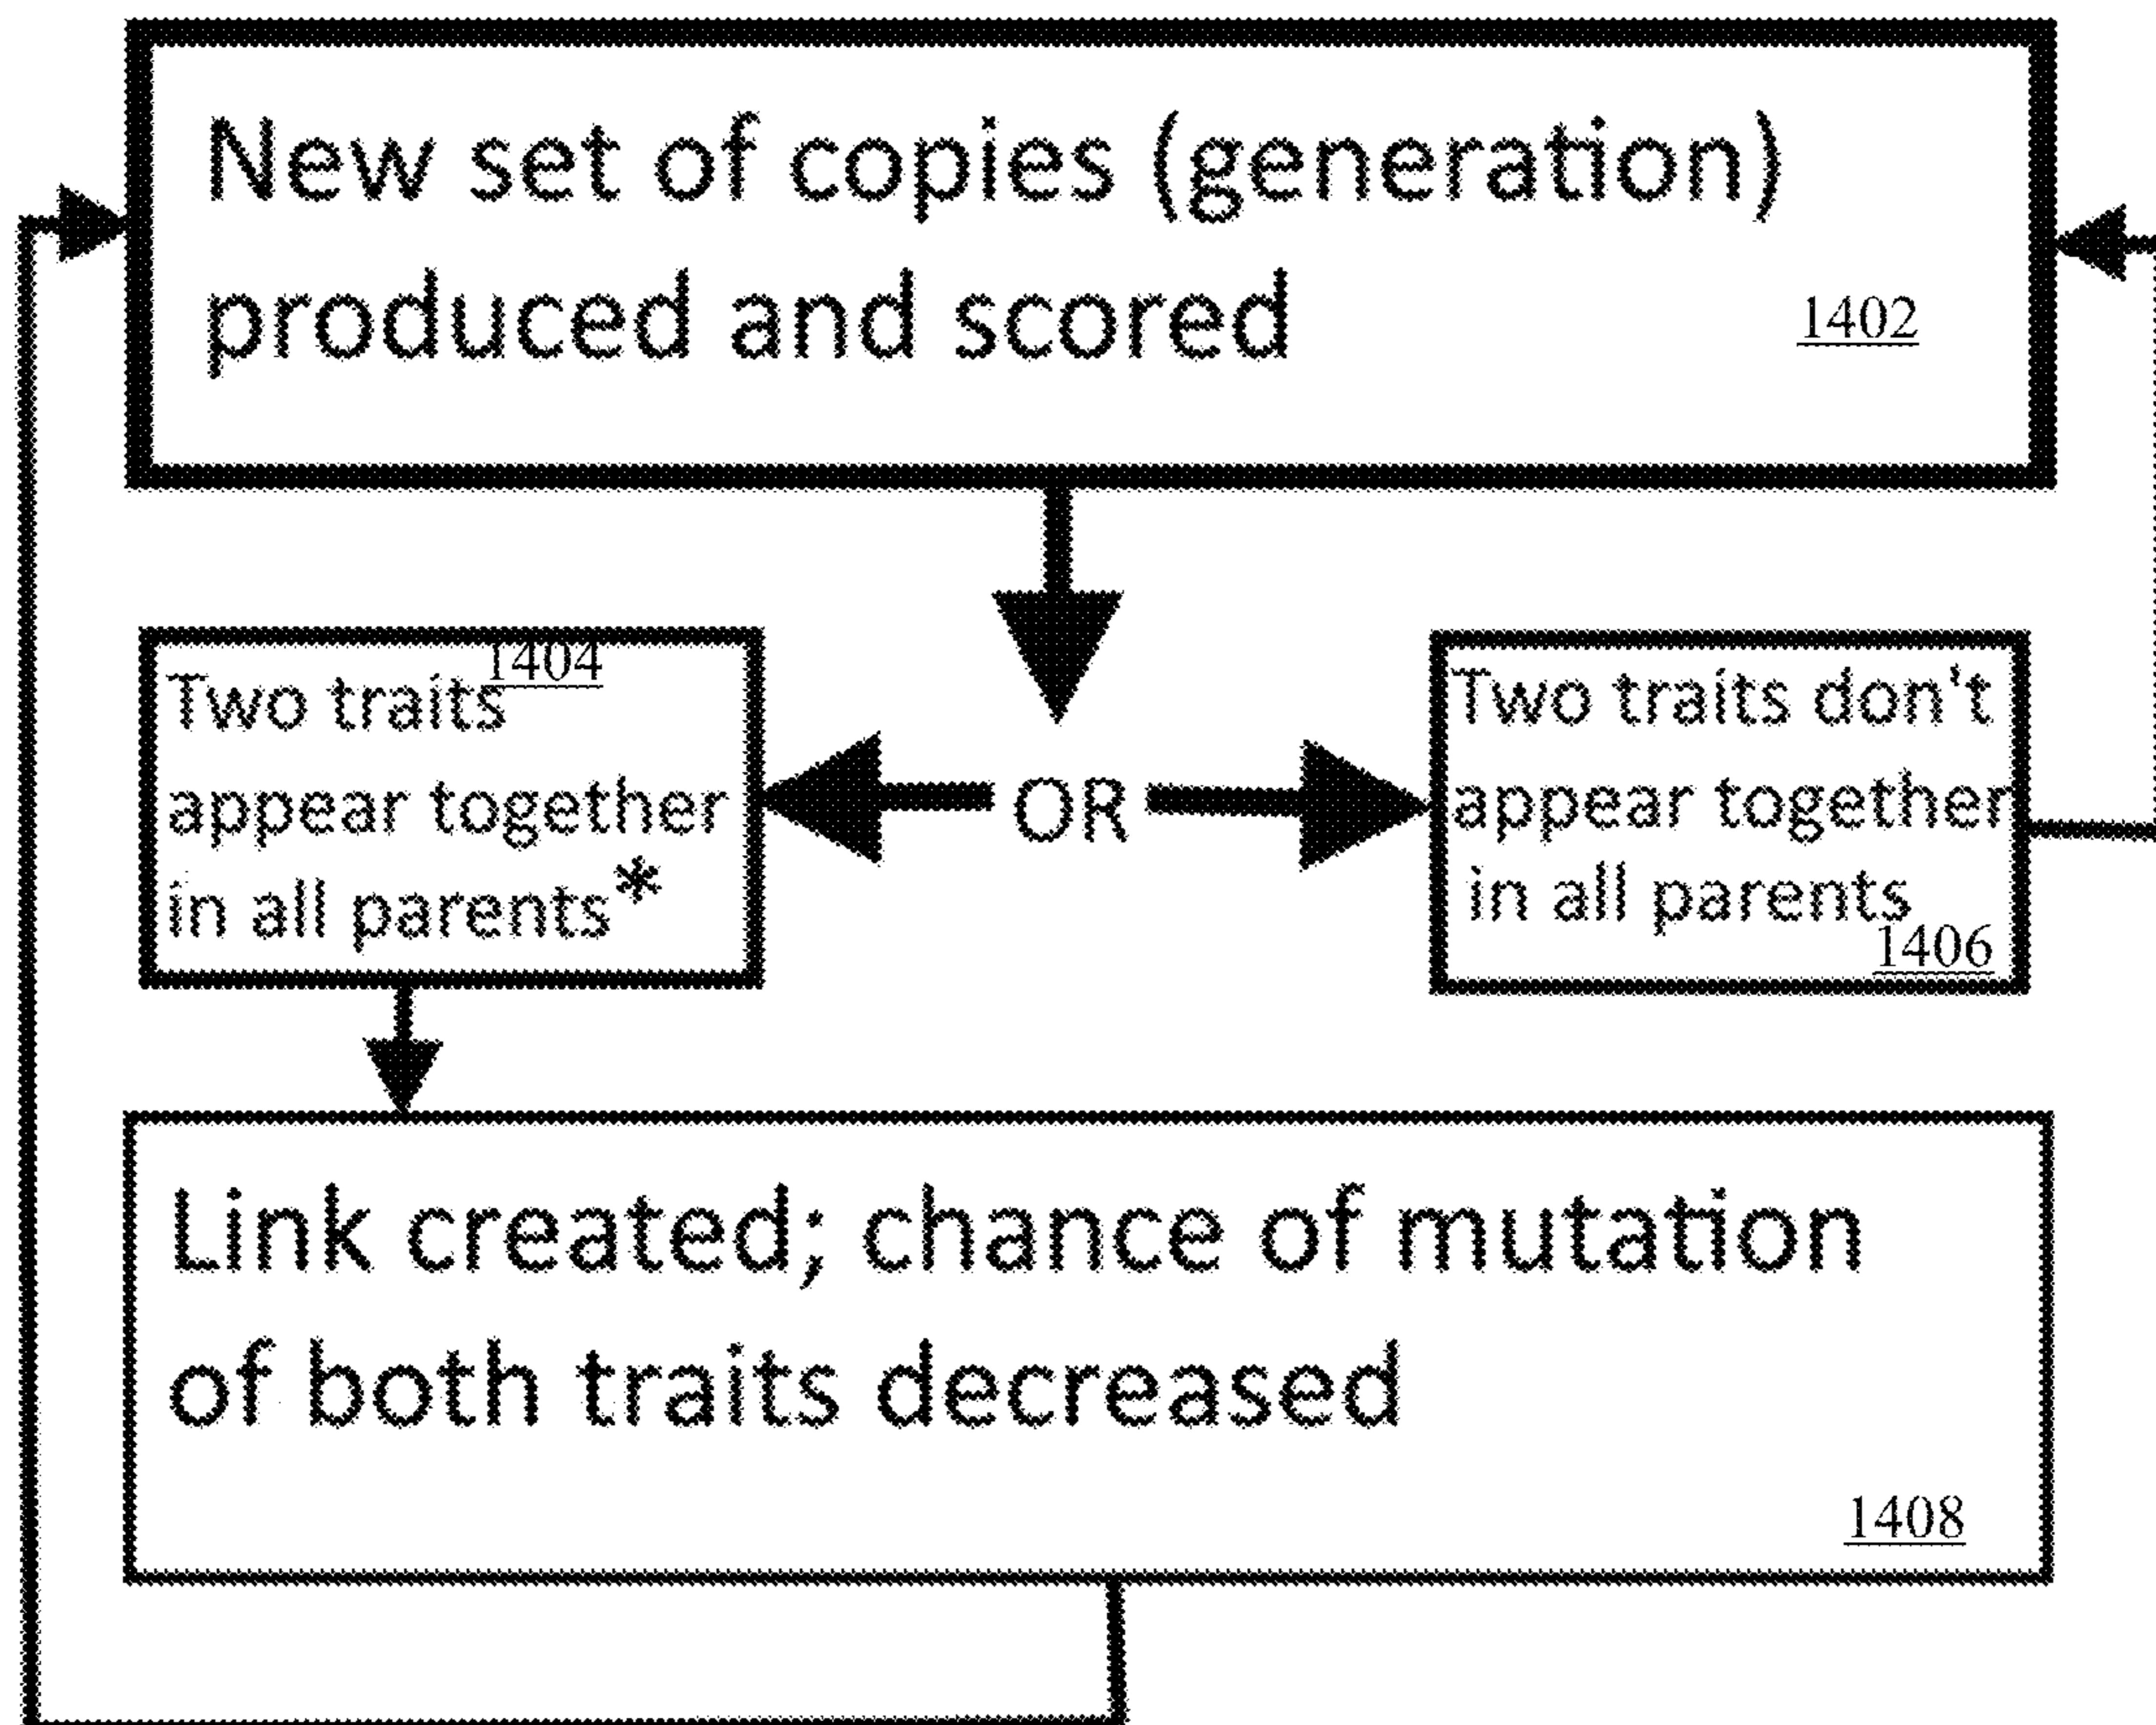 New set of copies (generation)
produced and scored
1402
1404
Two traits
appear together
in all parents*
OR
Two traits don't
appear together
in all parents
1406
Link created; chance of mutation
of both traits decreased
1408